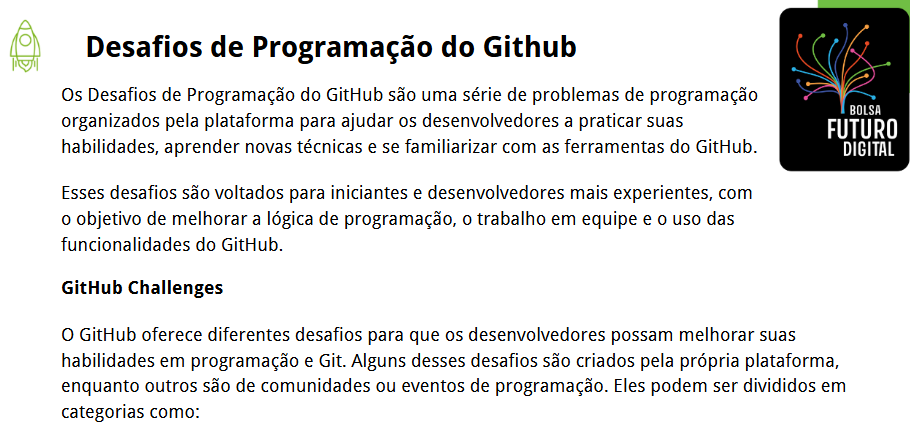 Desafios de Programação do Github
BOLSA
FUTURO
DIGITAL
Os Desafios de Programação do GitHub são uma série de problemas de programação
organizados pela plataforma para ajudar os desenvolvedores a praticar suas
habilidades, aprender novas técnicas e se familiarizar com as ferramentas do GitHub.
Esses desafios são voltados para iniciantes e desenvolvedores mais experientes, com
o objetivo de melhorar a lógica de programação, o trabalho em equipe e o uso das
funcionalidades do GitHub.
GitHub Challenges
O GitHub oferece diferentes desafios para que os desenvolvedores possam melhorar suas
habilidades em programação e Git. Alguns desses desafios são criados pela própria plataforma,
enquanto outros são de comunidades ou eventos de programação. Eles podem ser divididos em
categorias como: